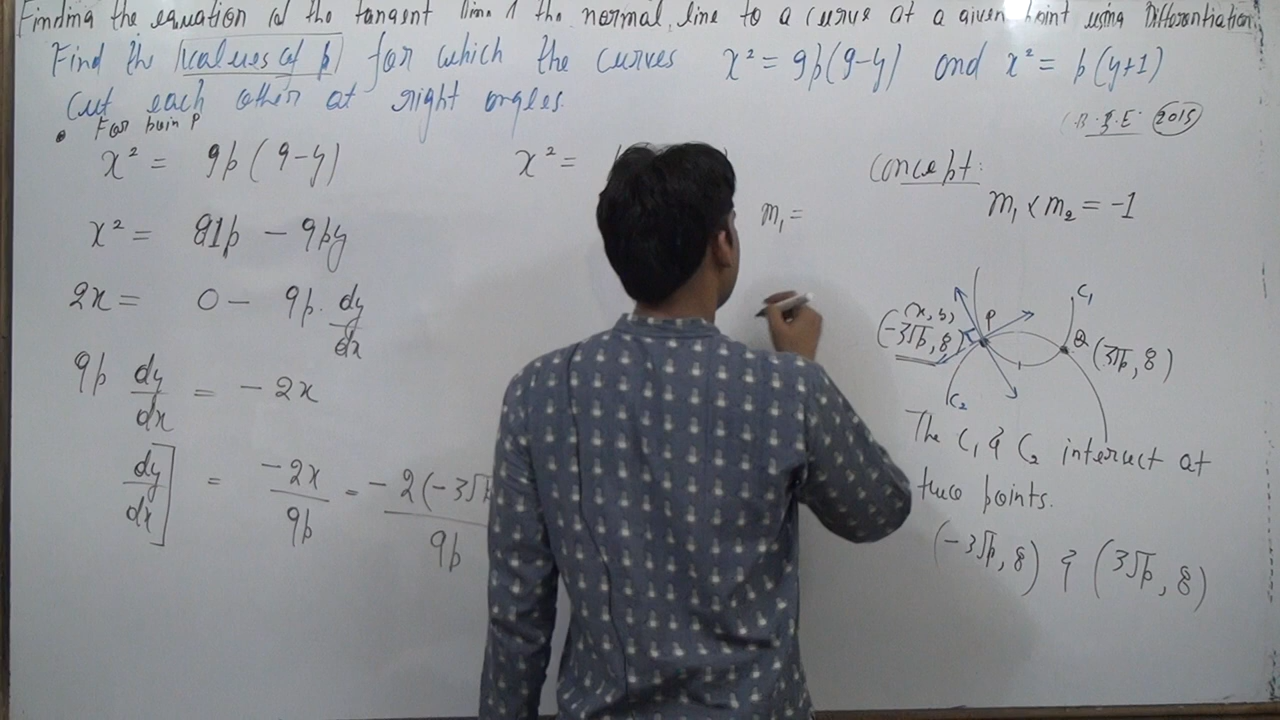 Finding the equation of the tangent line & the normal line to a curve at a given point using Differentiation
Find the values of p for which the curves x² = 9p(9-y) and x² = p(y+1)
cut each other at right angles.
C.B.S.E 2015
• For poin P
x² = 9p(9-y)
x² = 81p - 9py
2x = 0 - 9p. dy/dx
9p dy/dx = -2x
dy/dx] = -2x/9p = -2(-3√p/9p
x² =
m₁ =
Concept:
m₁ × m₂ = -1
C₁
P
(-3√p, 8)
Q (3√p, 8)
C₂
The C₁ & C₂ interuct at
two points.
(-3√p, 8) & (3√p, 8)